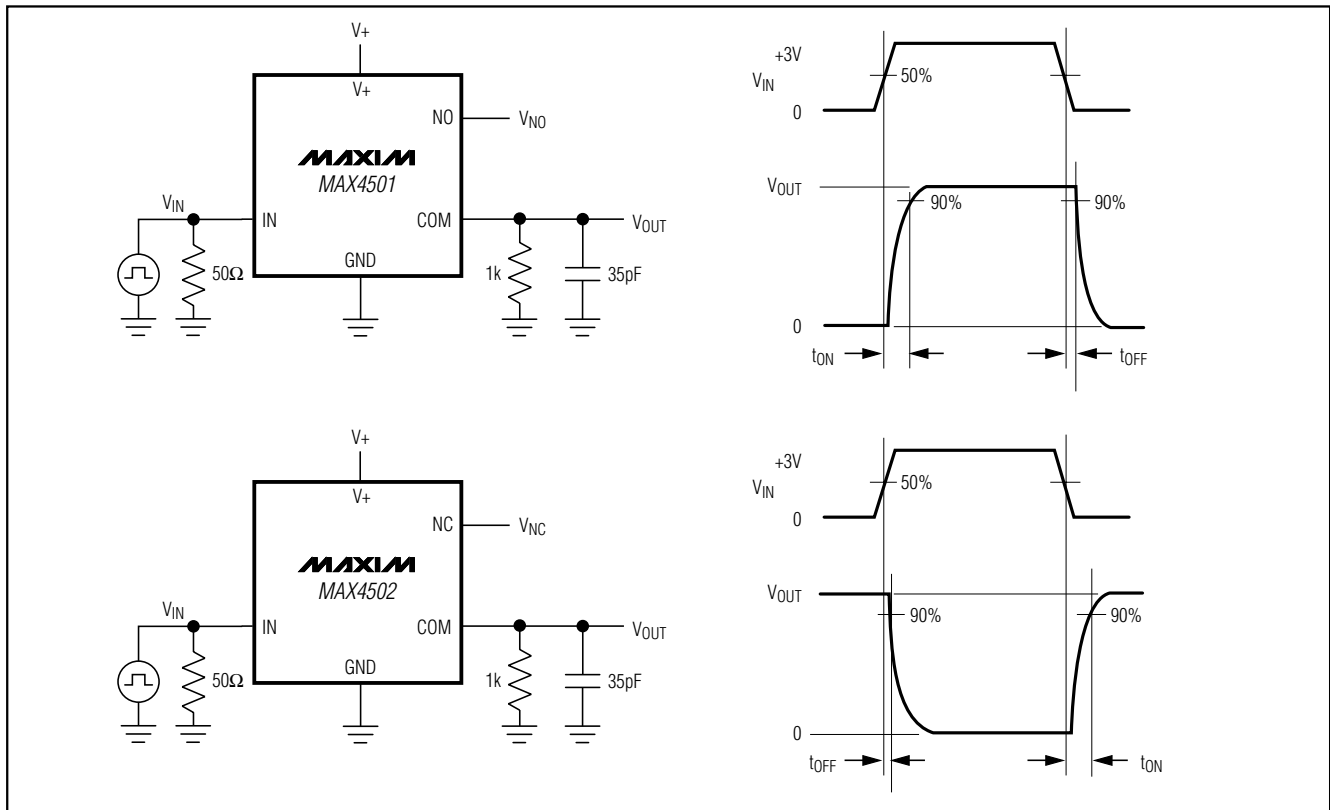 V+
V+
NO
VNO
MAXIM
MAX4501
VIN
IN
COM
VOUT
50Ω
GND
1k
35pF
+3V
VIN
50%
0
VOUT
90%
90%
0
tON
tOFF
V+
V+
NC
VNC
MAXIM
MAX4502
VIN
IN
COM
VOUT
50Ω
GND
1k
35pF
+3V
VIN
50%
0
VOUT
90%
90%
0
tOFF
tON